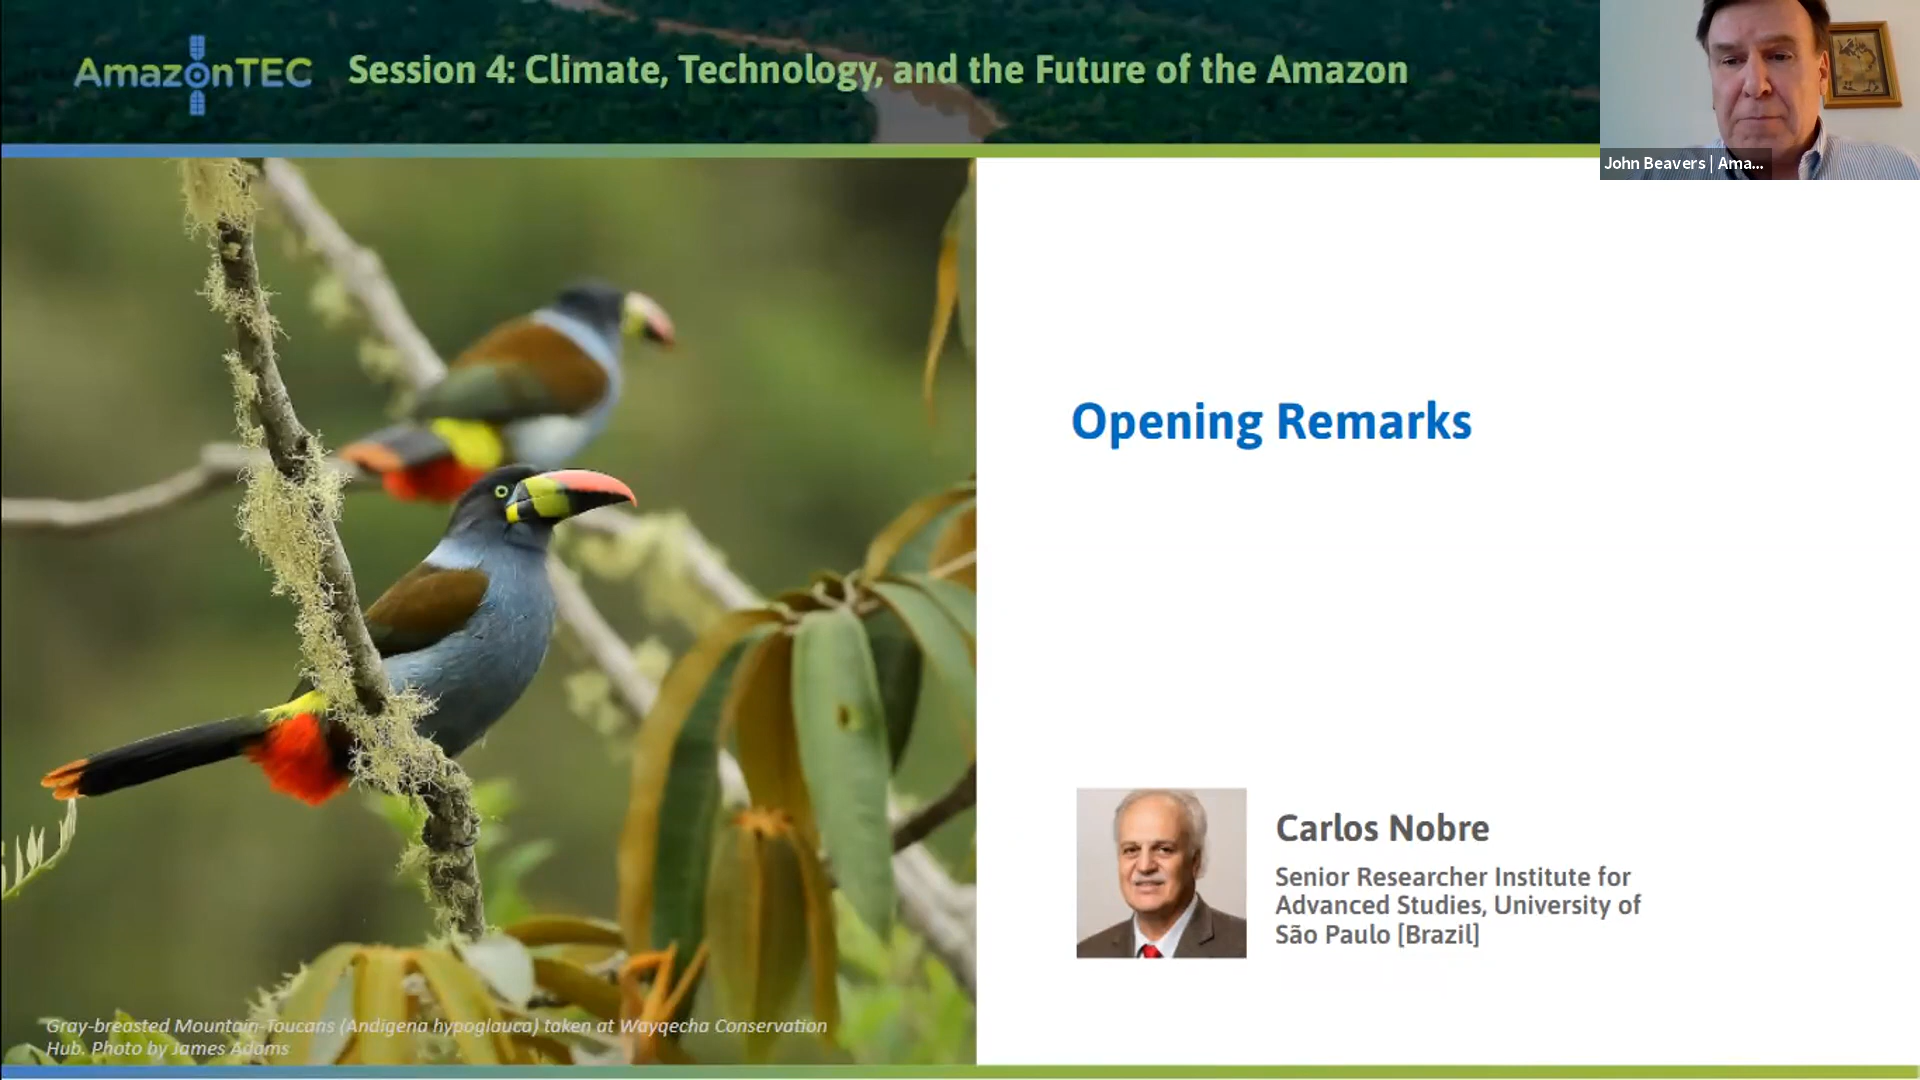 AmazonTEC
Session 4: Climate, Technology, and the Future of the Amazon
John Beavers | Ama...
Opening Remarks
Carlos Nobre
Senior Researcher Institute for
Advanced Studies, University of
São Paulo [Brazil]
Gray-breasted Mountain-Toucans (Andigena hypoglauca) taken at Wayqecha Conservation
Hub. Photo by James Adams